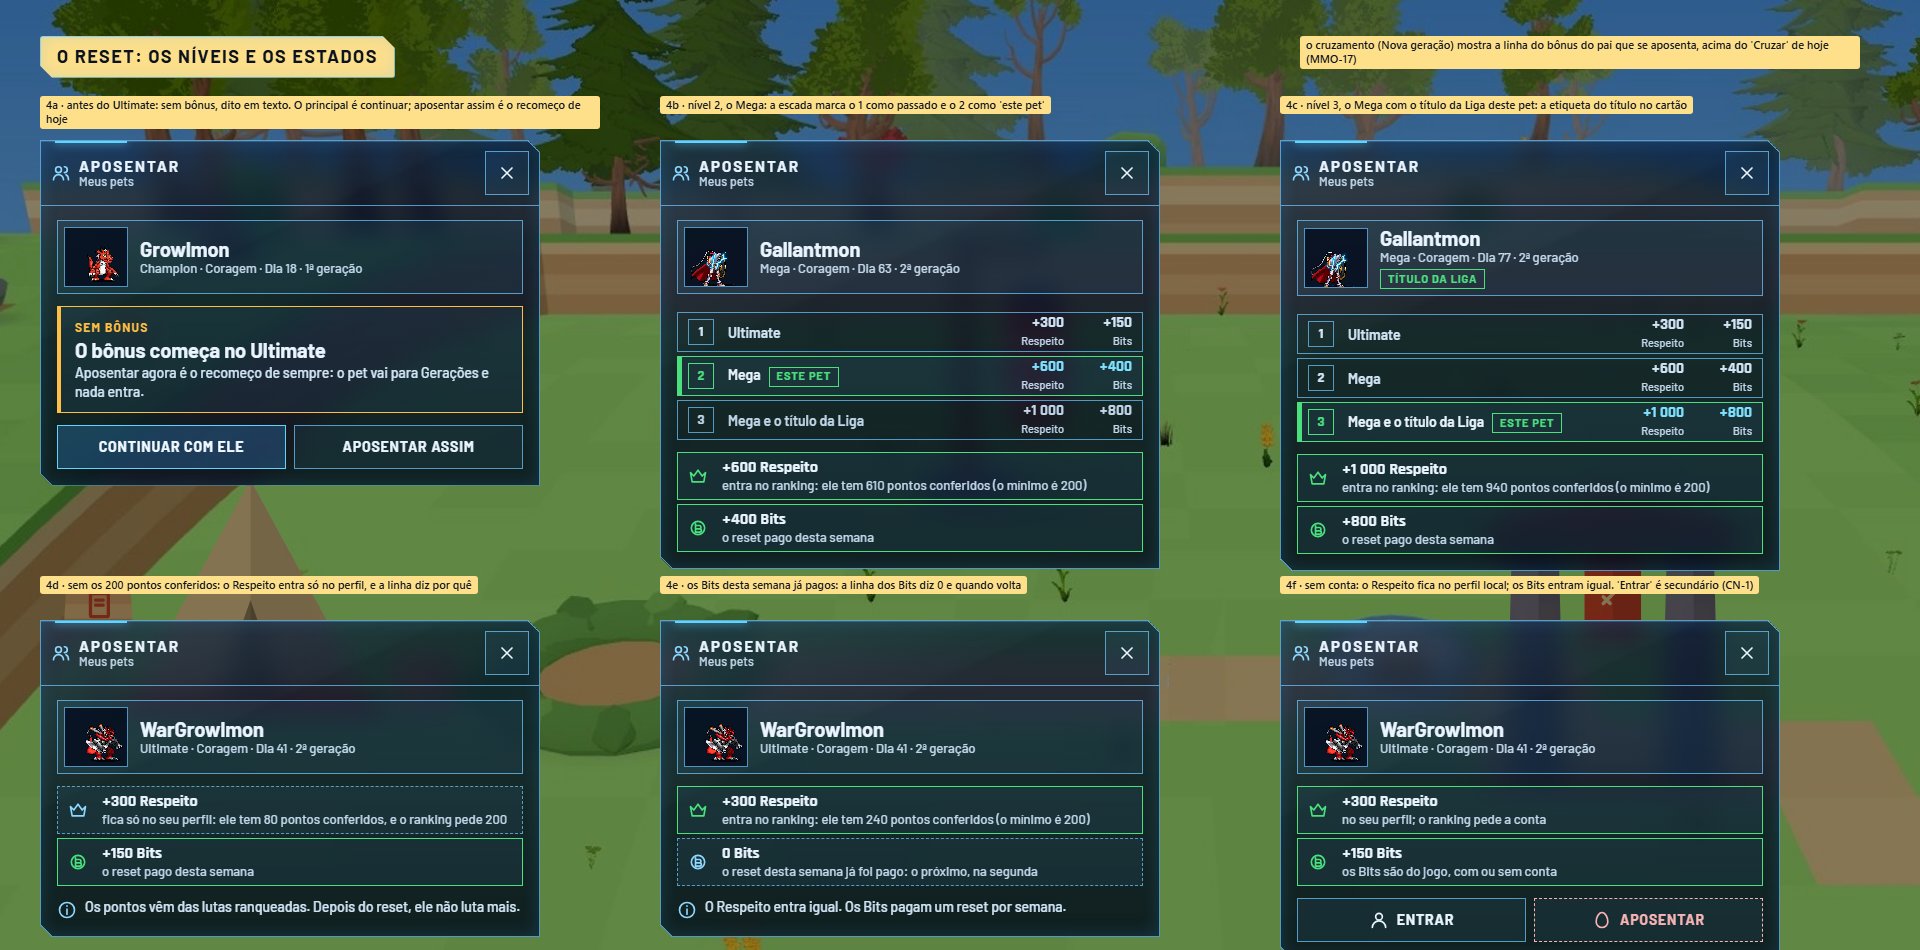 O RESET: OS NÍVEIS E OS ESTADOS
o cruzamento (Nova geração) mostra a linha do bônus do pai que se aposenta, acima do 'Cruzar' de hoje
(MMO-17)
4a · antes do Ultimate: sem bônus, dito em texto. O principal é continuar; aposentar assim é o recomeço de
hoje
APOSENTAR
Meus pets
Growlmon
Champion · Coragem · Dia 18 · 1ª geração
SEM BÔNUS
O bônus começa no Ultimate
Aposentar agora é o recomeço de sempre: o pet vai para Gerações e
nada entra.
CONTINUAR COM ELE
APOSENTAR ASSIM
4b · nível 2, o Mega: a escada marca o 1 como passado e o 2 como 'este pet'
APOSENTAR
Meus pets
Gallantmon
Mega · Coragem · Dia 63 · 2ª geração
1 Ultimate +300 Respeito +150 Bits
2 Mega ESTE PET +600 Respeito +400 Bits
3 Mega e o título da Liga +1 000 Respeito +800 Bits
+600 Respeito
entra no ranking: ele tem 610 pontos conferidos (o mínimo é 200)
+400 Bits
o reset pago desta semana
4c · nível 3, o Mega com o título da Liga deste pet: a etiqueta do título no cartão
APOSENTAR
Meus pets
Gallantmon
Mega · Coragem · Dia 77 · 2ª geração
TÍTULO DA LIGA
1 Ultimate +300 Respeito +150 Bits
2 Mega +600 Respeito +400 Bits
3 Mega e o título da Liga ESTE PET +1 000 Respeito +800 Bits
+1 000 Respeito
entra no ranking: ele tem 940 pontos conferidos (o mínimo é 200)
+800 Bits
o reset pago desta semana
4d · sem os 200 pontos conferidos: o Respeito entra só no perfil, e a linha diz por quê
APOSENTAR
Meus pets
WarGrowlmon
Ultimate · Coragem · Dia 41 · 2ª geração
+300 Respeito
fica só no seu perfil: ele tem 80 pontos conferidos, e o ranking pede 200
+150 Bits
o reset pago desta semana
Os pontos vêm das lutas ranqueadas. Depois do reset, ele não luta mais.
4e · os Bits desta semana já pagos: a linha dos Bits diz 0 e quando volta
APOSENTAR
Meus pets
WarGrowlmon
Ultimate · Coragem · Dia 41 · 2ª geração
+300 Respeito
entra no ranking: ele tem 240 pontos conferidos (o mínimo é 200)
0 Bits
o reset desta semana já foi pago: o próximo, na segunda
O Respeito entra igual. Os Bits pagam um reset por semana.
4f · sem conta: o Respeito fica no perfil local; os Bits entram igual. 'Entrar' é secundário (CN-1)
APOSENTAR
Meus pets
WarGrowlmon
Ultimate · Coragem · Dia 41 · 2ª geração
+300 Respeito
no seu perfil; o ranking pede a conta
+150 Bits
os Bits são do jogo, com ou sem conta
ENTRAR
APOSENTAR